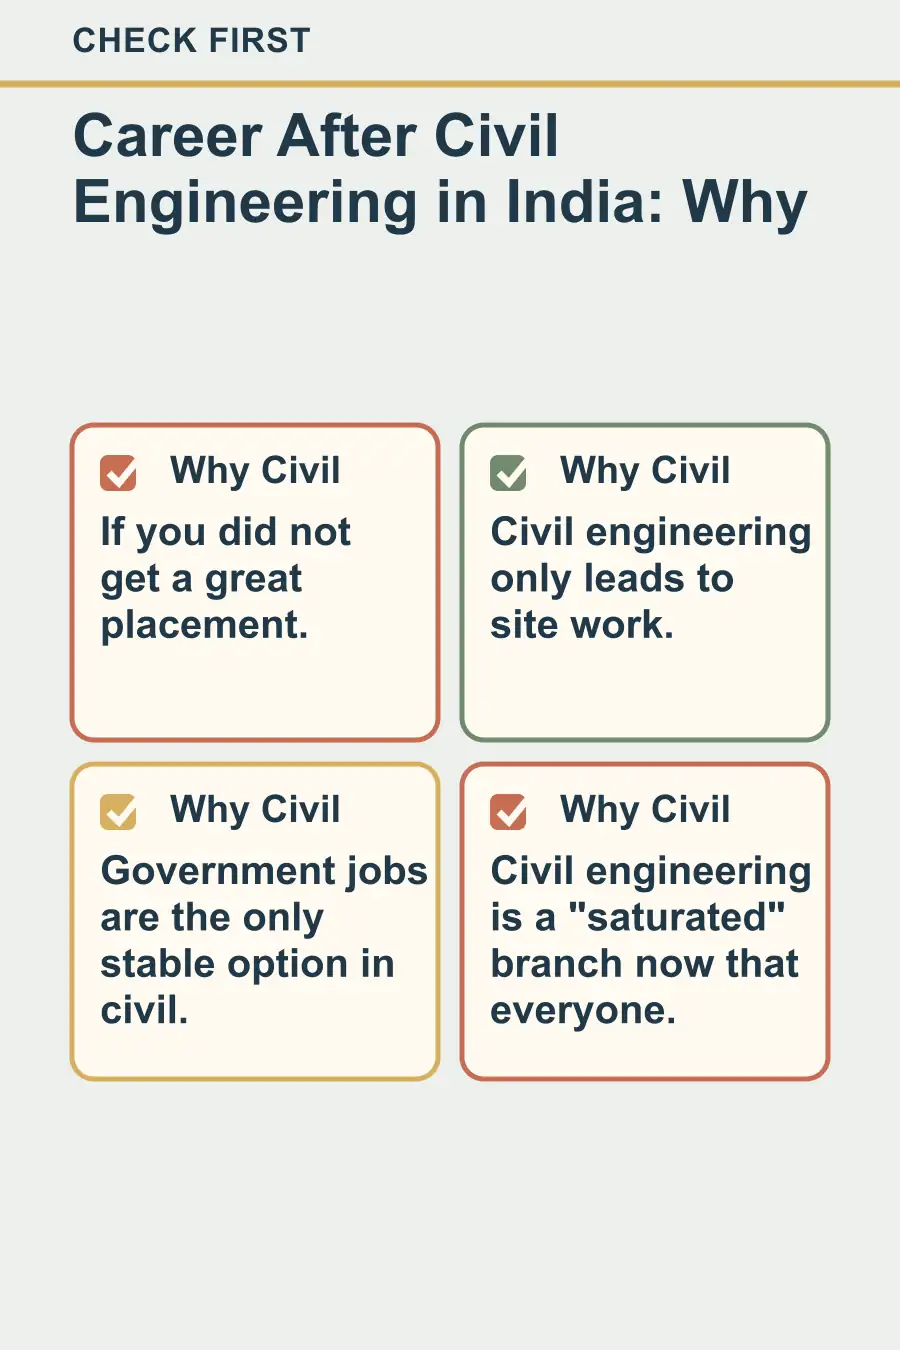 CHECK FIRST
Career After Civil
Engineering in India: Why
Why Civil
If you did not
get a great
placement.
Why Civil
Civil engineering
only leads to
site work.
Why Civil
Government jobs
are the only
stable option in
civil.
Why Civil
Civil engineering
is a "saturated"
branch now that
everyone.